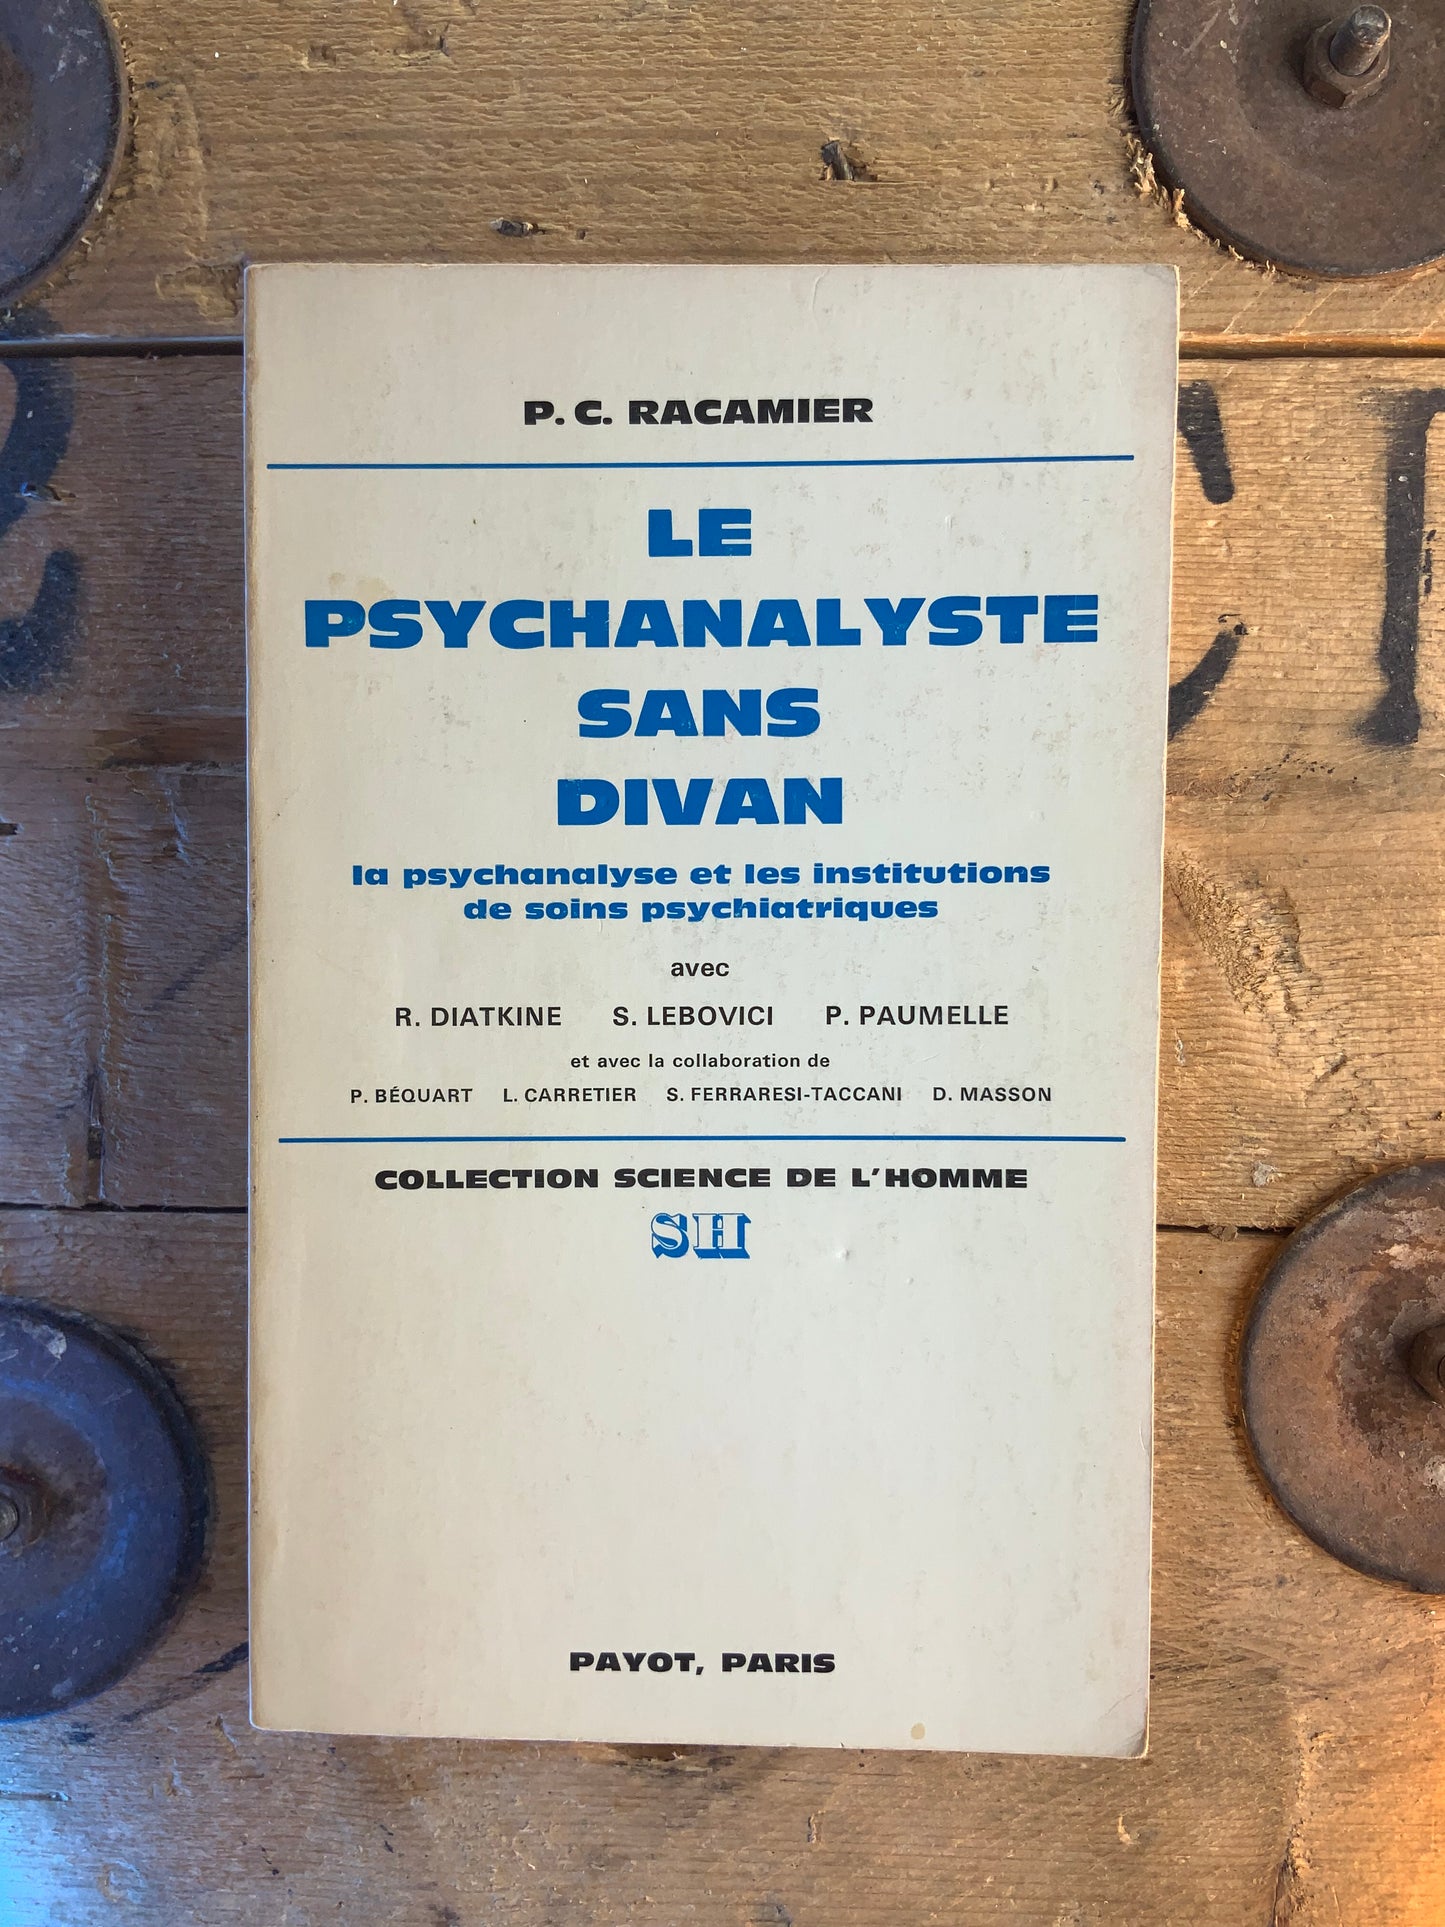 P. C. RACAMIER
LE
PSYCHANALYSTE
SANS
DIVAN
la psychanalyse et les institutions
de soins psychiatriques
avec
R. DIATKINE S. LEBOVICI P. PAUMELLE
et avec la collaboration de
P. BÉQUART L. CARRETIER S. FERRARESI-TACCANI D. MASSON
COLLECTION SCIENCE DE L'HOMME
SH
PAYOT, PARIS